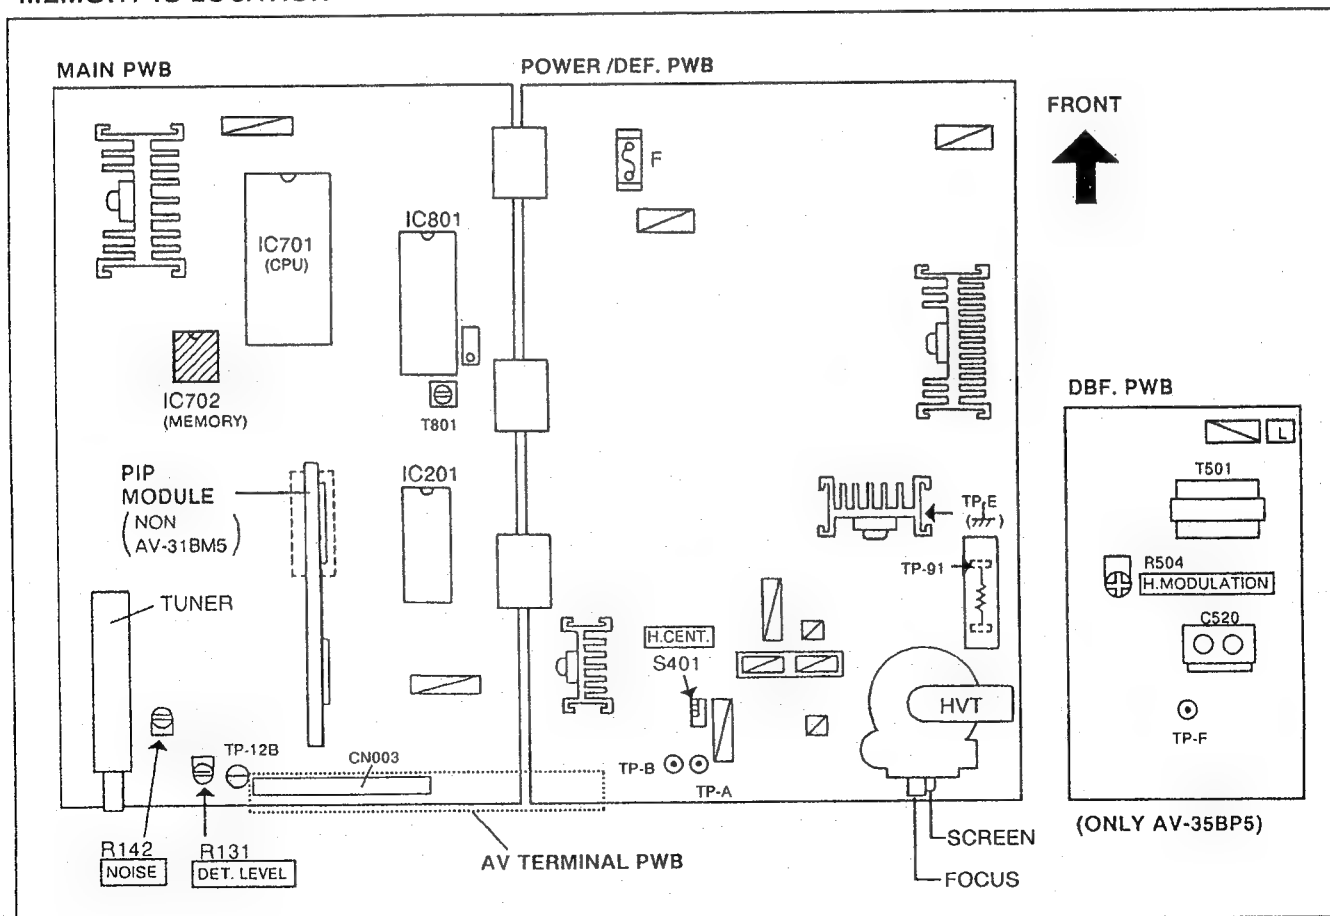 MEMORY IC LOCATION
MAIN PWB
POWER /DEF. PWB
FRONT
F
IC701
(CPU)
IC801
IC702
(MEMORY)
T801
DBF. PWB
L
T501
PIP
MODULE
(NON
AV-31BM5)
IC201
TP-E
TP-91
R504
H.MODULATION
C520
TUNER
H.CENT.
S401
HVT
TP-F
TP-12B
CN003
TP-B
TP-A
(ONLY AV-35BP5)
R142
NOISE
R131
DET. LEVEL
AV TERMINAL PWB
SCREEN
FOCUS